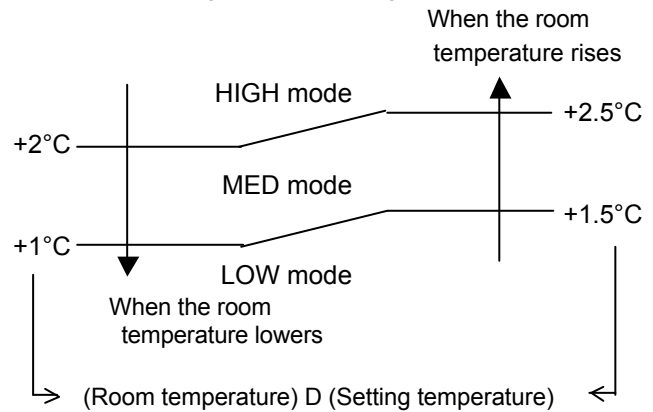 When the room
temperature rises
HIGH mode
+2.5°C
+2°C
MED mode
+1.5°C
+1°C
LOW mode
When the room
temperature lowers
(Room temperature) D (Setting temperature)